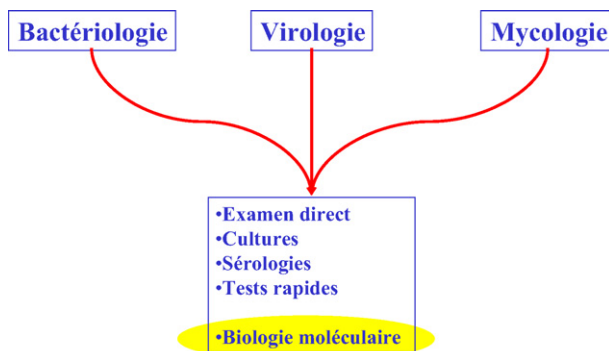 Bactériologie Virologie Mycologie
•Examen direct
•Cultures
•Sérologies
•Tests rapides
•Biologie moléculaire